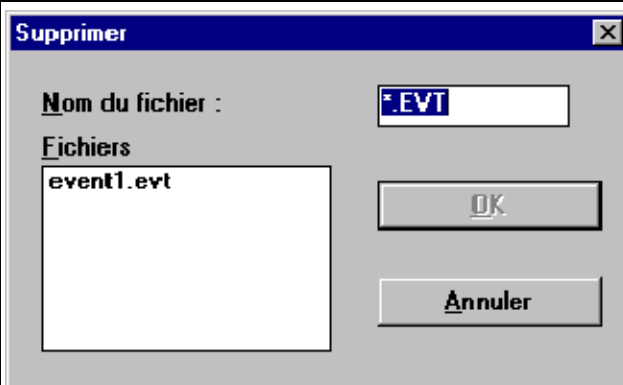 Supprimer
Nom du fichier :
*.EVT
Fichiers
event1.evt
OK
Annuler